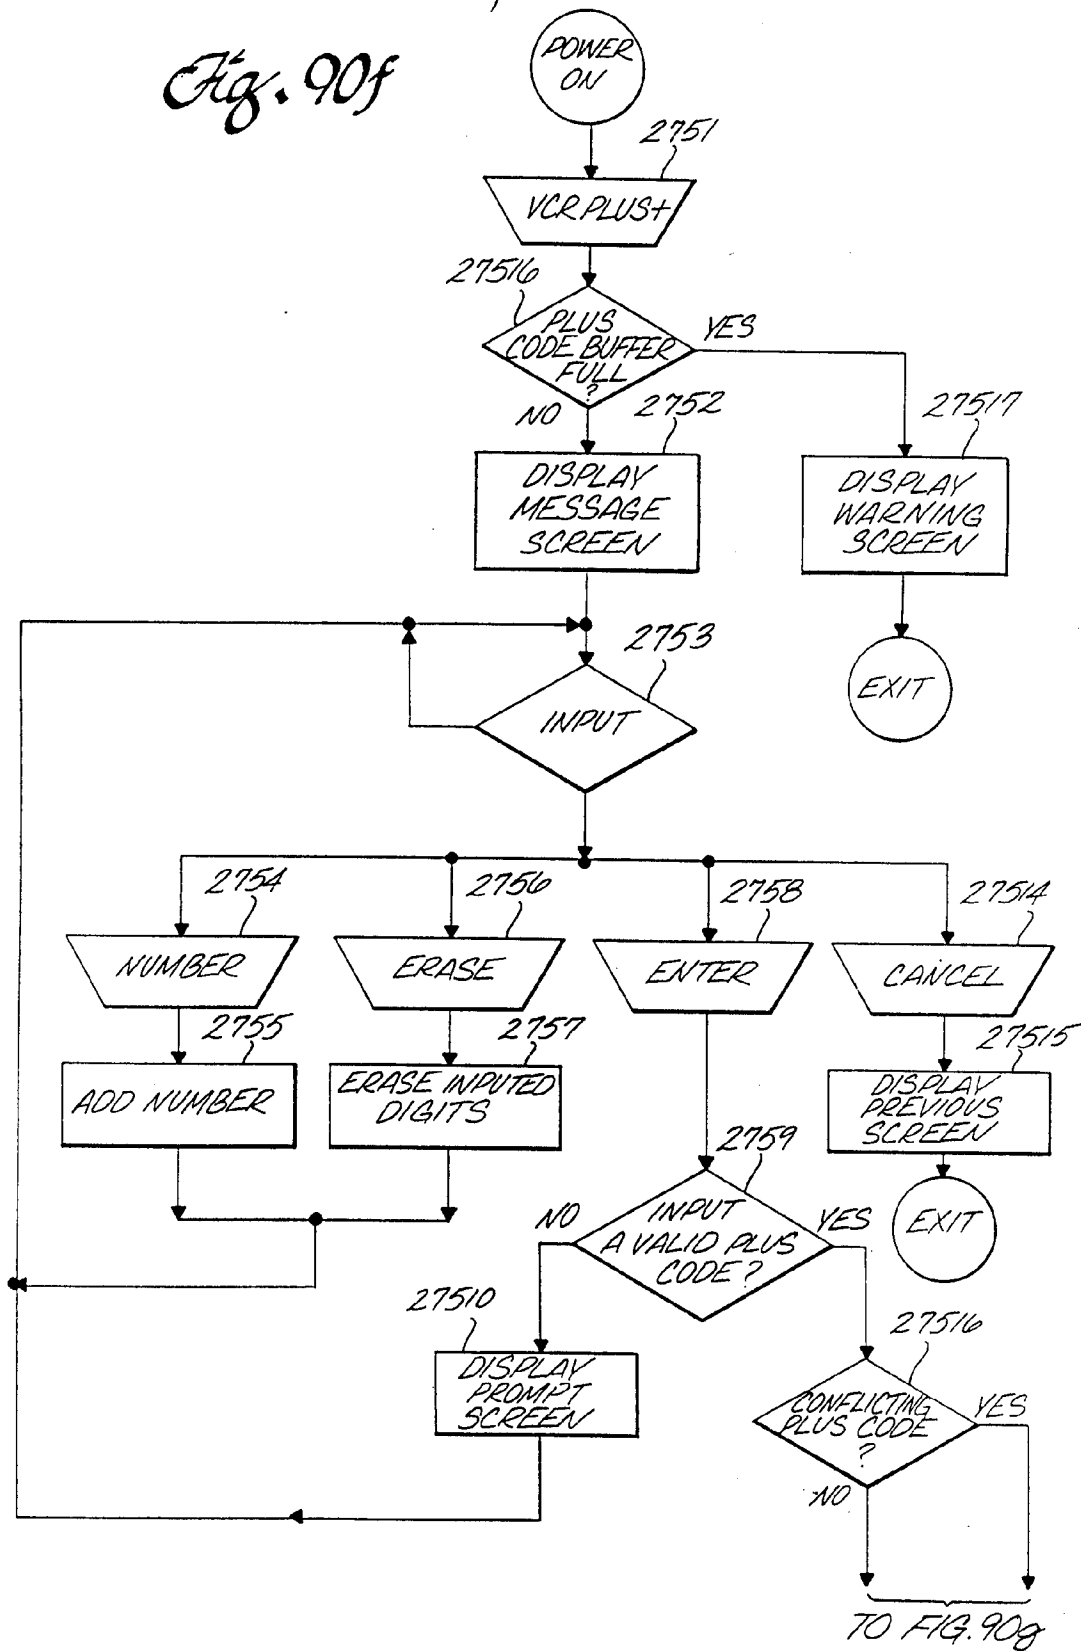 Fig. 90f
POWER
ON
2751
VCR PLUS+
27516
PLUS
CODE BUFFER
FULL
?
YES
NO
2752
27517
DISPLAY
MESSAGE
SCREEN
DISPLAY
WARNING
SCREEN
2753
INPUT
EXIT
2754
2756
2758
27514
NUMBER
ERASE
ENTER
CANCEL
2755
2757
27515
ADD NUMBER
ERASE INPUTED
DIGITS
DISPLAY
PREVIOUS
SCREEN
2759
NO
INPUT
A VALID PLUS
CODE?
YES
EXIT
27510
27516
DISPLAY
PROMPT
SCREEN
CONFLICTING
PLUS CODE
?
YES
NO
TO FIG. 90g